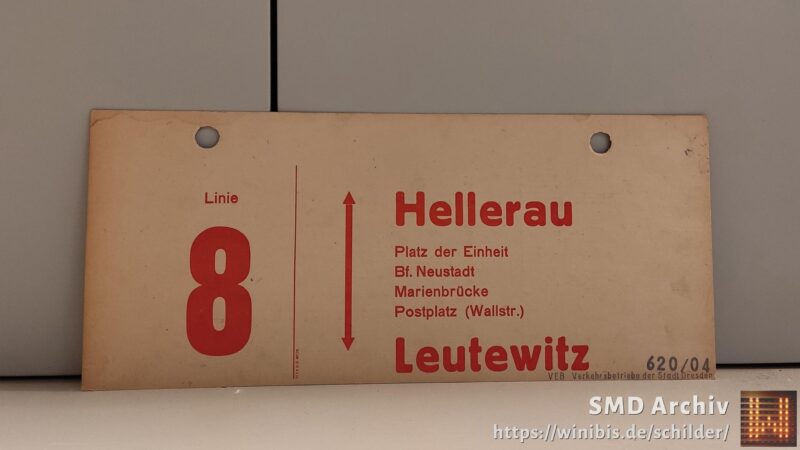 Linie
8
Hellerau
Platz der Einheit
Bf. Neustadt
Marienbrücke
Postplatz (Wallstr.)
Leutewitz
620/04
VEB Verkehrsbetriebe der Stadt Dresden
SMD Archiv
https://winibis.de/schilder/